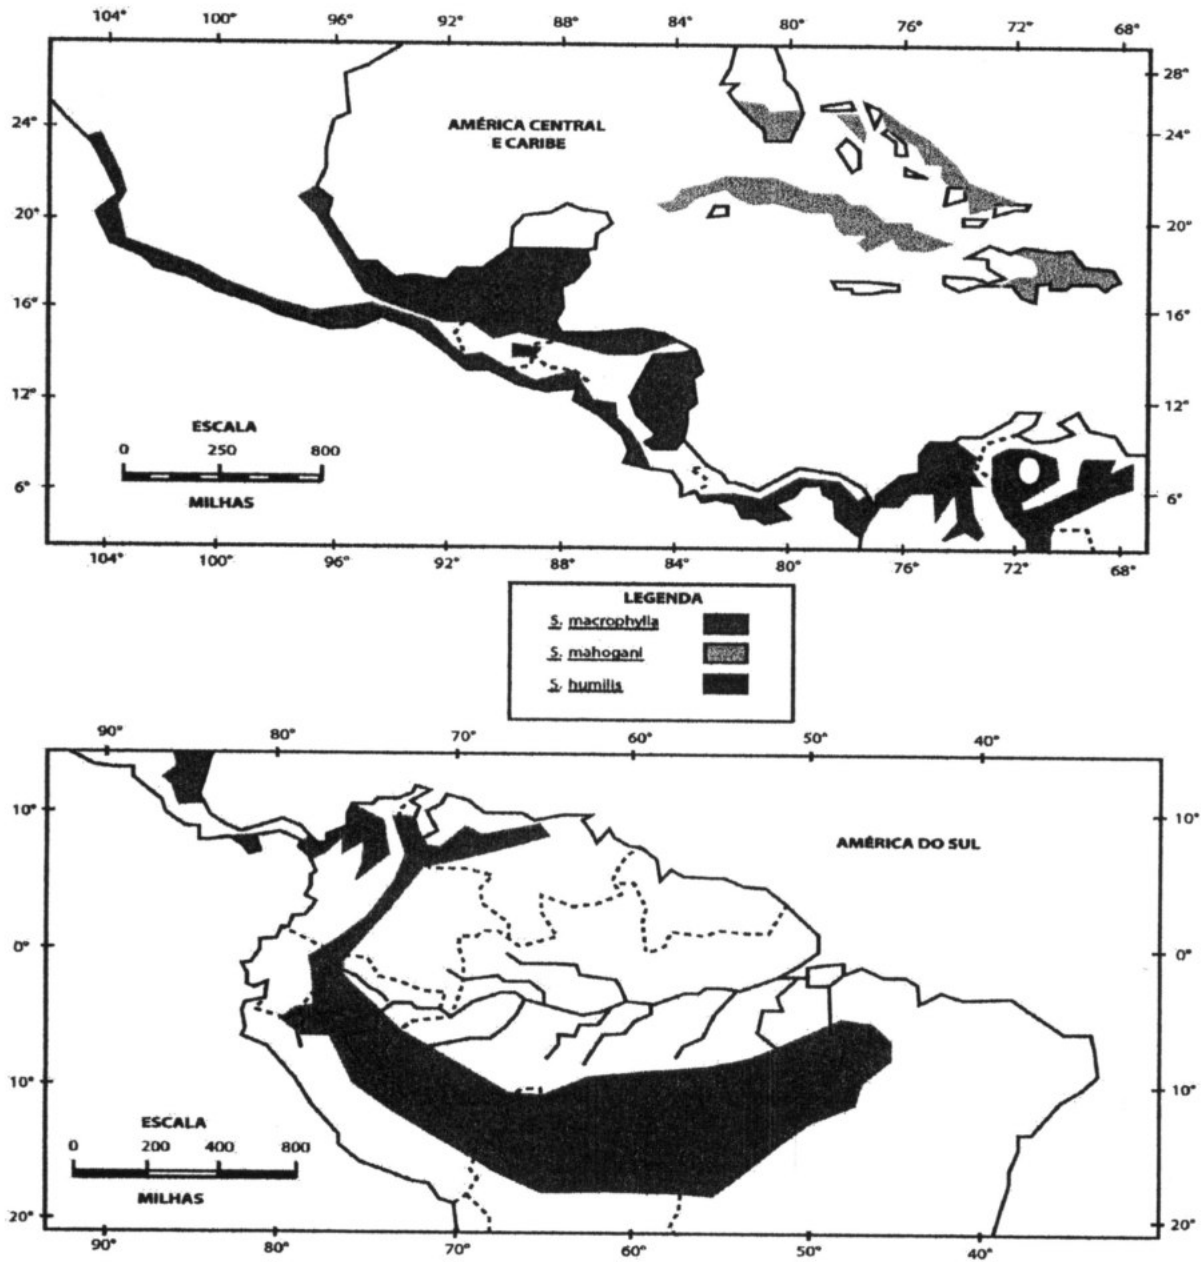 104° 100° 96° 92° 88° 84° 80° 76° 72° 68°
AMÉRICA CENTRAL
E CARIBE
24°
20°
16°
12°
6°
28°
24°
20°
16°
12°
6°
ESCALA
0 250 800
MILHAS
104° 100° 96° 92° 88° 84° 80° 76° 72° 68°
LEGENDA
S. macrophylla
S. mahogani
S. humilis
90° 80° 70° 60° 50° 40°
AMÉRICA DO SUL
10°
0°
10°
20°
10°
0°
10°
20°
ESCALA
0 200 400 800
MILHAS
90° 80° 70° 60° 50° 40°